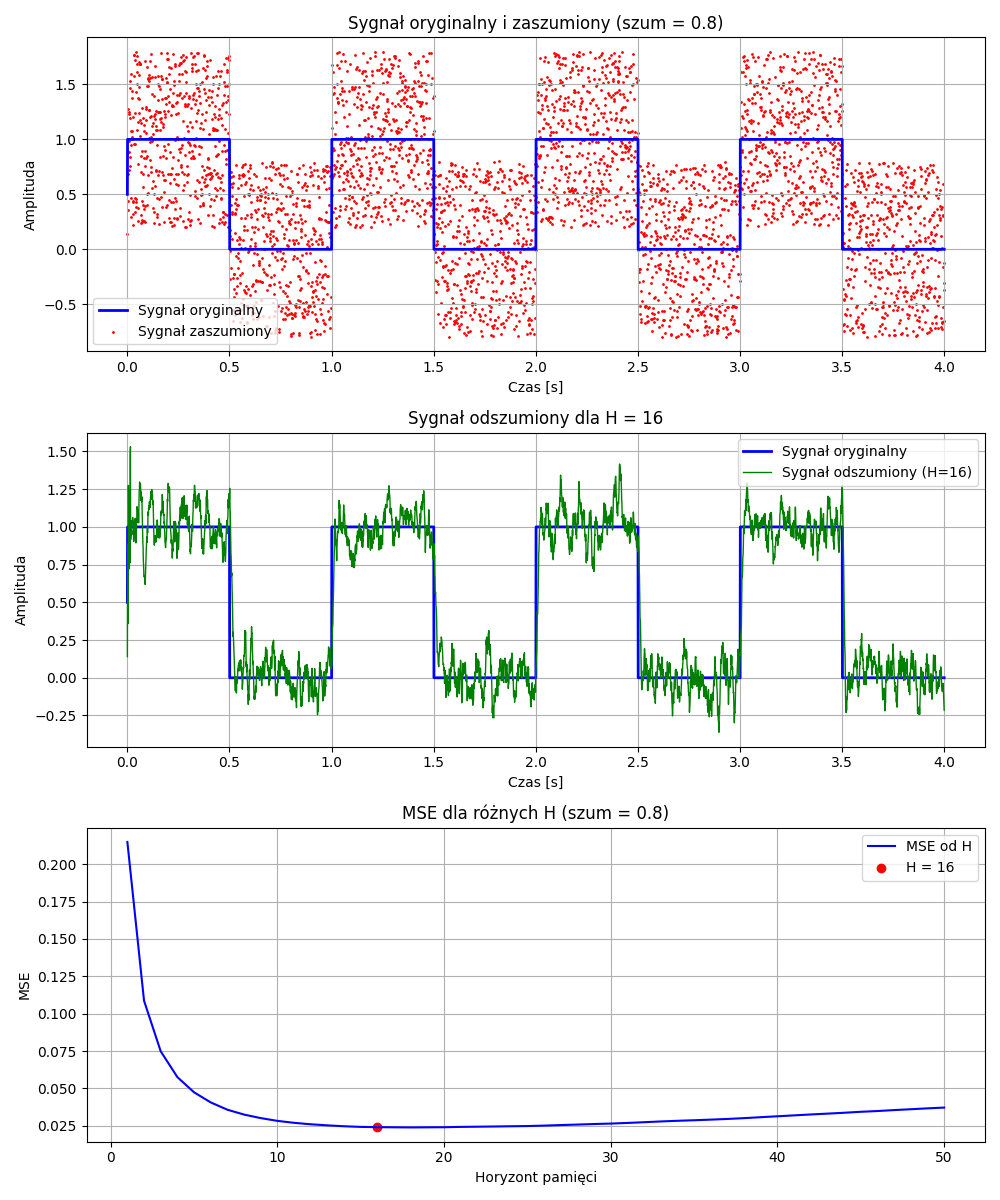 Sygnał oryginalny i zaszumiony (szum = 0.8)
1.5
1.0
0.5
0.0
−0.5
Amplituda
Sygnał oryginalny
Sygnał zaszumiony
0.0 0.5 1.0 1.5 2.0 2.5 3.0 3.5 4.0
Czas [s]
Sygnał odszumiony dla H = 16
1.50
1.25
1.00
0.75
0.50
0.25
0.00
−0.25
Amplituda
Sygnał oryginalny
Sygnał odszumiony (H=16)
0.0 0.5 1.0 1.5 2.0 2.5 3.0 3.5 4.0
Czas [s]
MSE dla różnych H (szum = 0.8)
0.200
0.175
0.150
0.125
0.100
0.075
0.050
0.025
MSE
MSE od H
H = 16
0 10 20 30 40 50
Horyzont pamięci